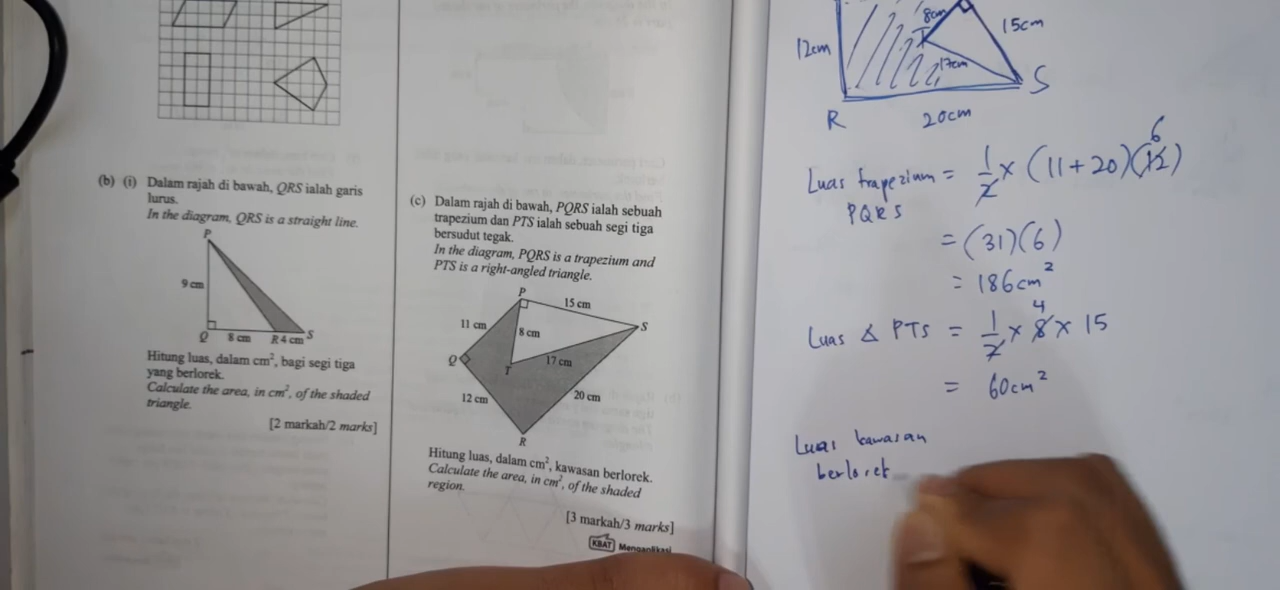 (b) (i) Dalam rajah di bawah, QRS ialah garis
lurus.
In the diagram, QRS is a straight line.
P
9 cm
Q 8 cm R 4 cm S
Hitung luas, dalam cm², bagi segi tiga
yang berlorek.
Calculate the area, in cm², of the shaded
triangle.
[2 markah/2 marks]
(c) Dalam rajah di bawah, PQRS ialah sebuah
trapezium dan PTS ialah sebuah segi tiga
bersudut tegak.
In the diagram, PQRS is a trapezium and
PTS is a right-angled triangle.
P
15 cm
S
11 cm
8 cm
Q
T
17 cm
12 cm
20 cm
R
Hitung luas, dalam cm², kawasan berlorek.
Calculate the area, in cm², of the shaded
region.
[3 markah/3 marks]
KBAT Mengaplikasi
8cm
15cm
12cm
T
17cm
S
R
20cm
Luas trapezium = 1/2 × (11+20)(12) 6
PQRS
= (31)(6)
= 186cm²
Luas Δ PTS = 1/2 × 8 × 15 4
= 60cm²
Luas kawasan
berlorek